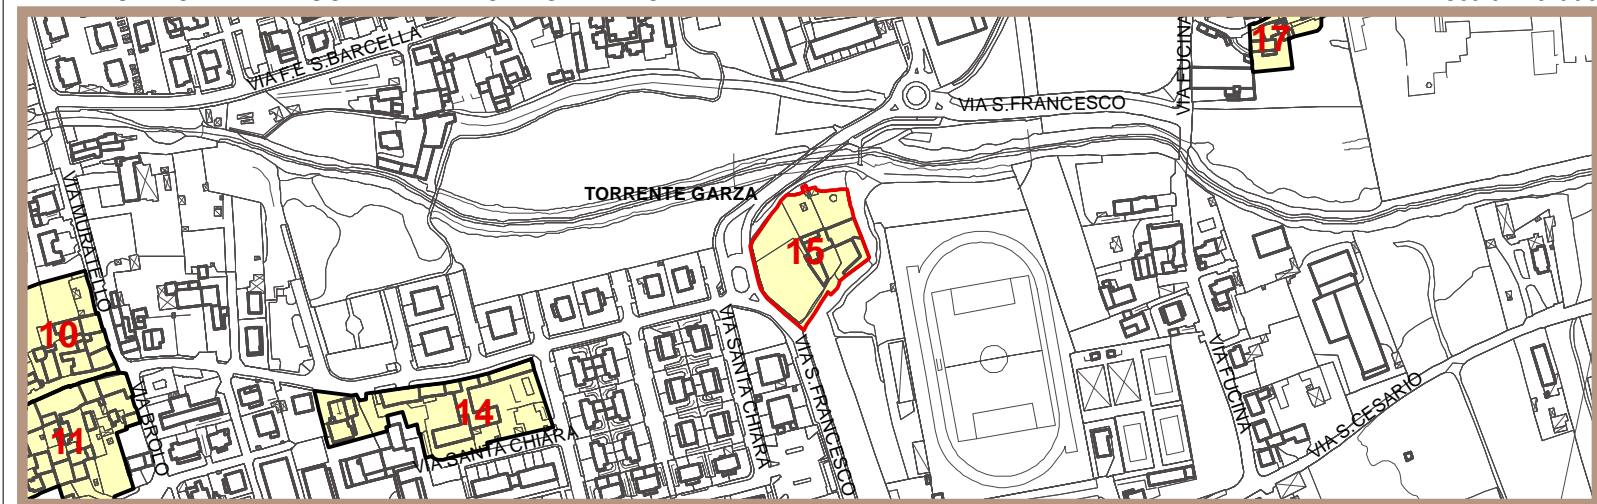 VIA F.E S.BARCELLA
17
VIA FUCINA
VIA S.FRANCESCO
TORRENTE GARZA
VIA MURATELLO
15
10
VIA SANTA CHIARA
VIA S.FRANCESCO
VIA FUCINA
VIA S.CESARIO
14
VIA BROLO
11
VIA SANTA CHIARA